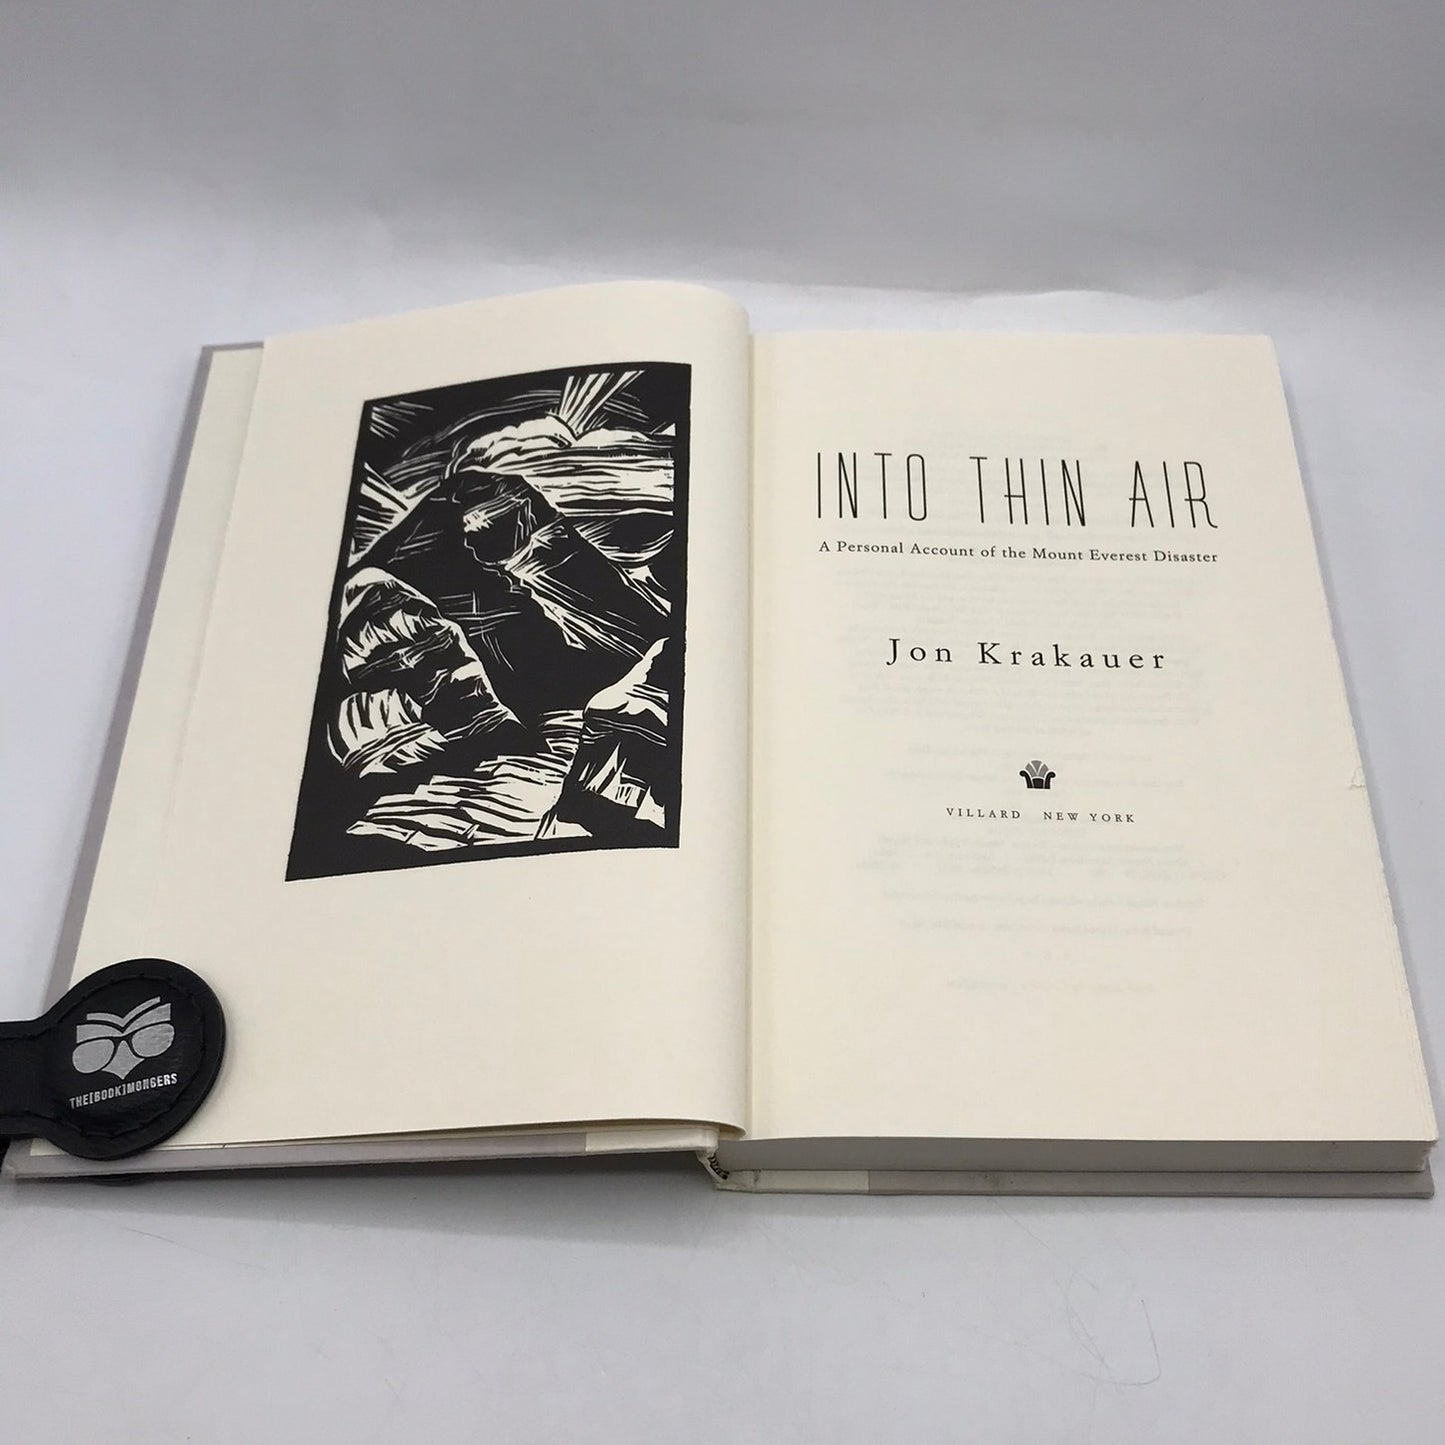 INTO THIN AIR
A Personal Account of the Mount Everest Disaster
Jon Krakauer
VILLARD NEW YORK
THE[BOOK]MONGERS